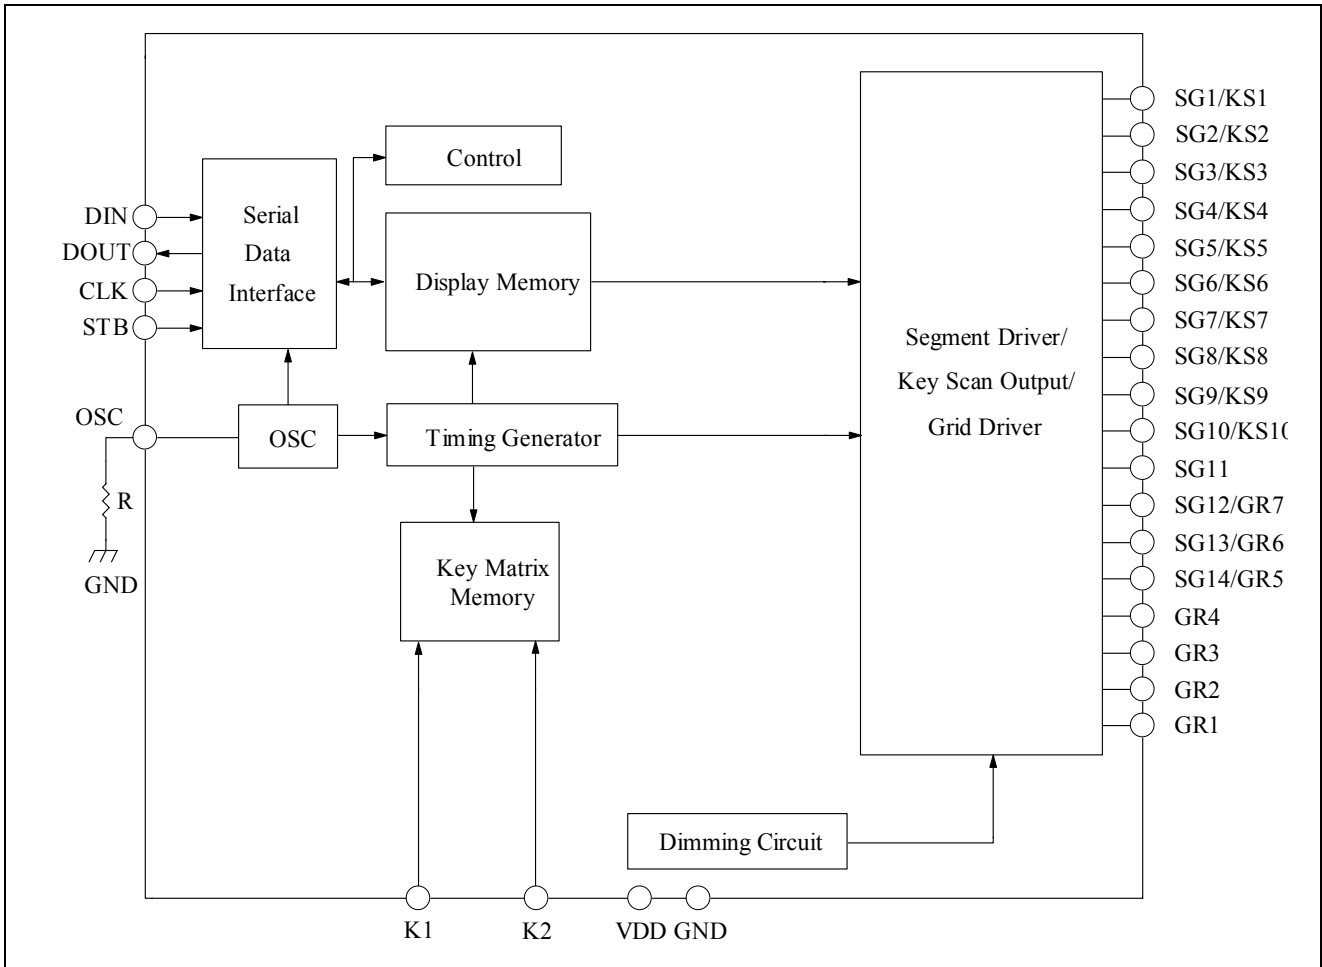 DIN
DOUT
CLK
STB
OSC
R
GND
Serial
Data
Interface
Control
Display Memory
OSC
Timing Generator
Key Matrix
Memory
Segment Driver/
Key Scan Output/
Grid Driver
Dimming Circuit
SG1/KS1
SG2/KS2
SG3/KS3
SG4/KS4
SG5/KS5
SG6/KS6
SG7/KS7
SG8/KS8
SG9/KS9
SG10/KS10
SG11
SG12/GR7
SG13/GR6
SG14/GR5
GR4
GR3
GR2
GR1
K1
K2
VDD
GND